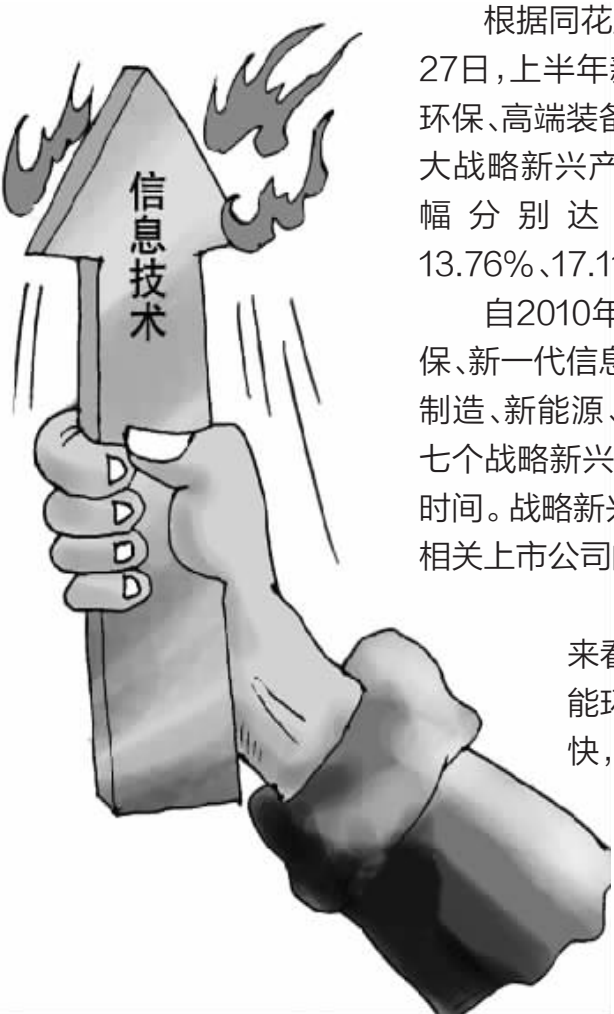 信息技术
根据同花
27日，上半年
环保、高端装备
大战略新兴产
幅分别达
13.76%、17.1
自2010年
保、新一代信息
制造、新能源、
七个战略新兴
时间。战略新
相关上市公司
来看
能环
快，